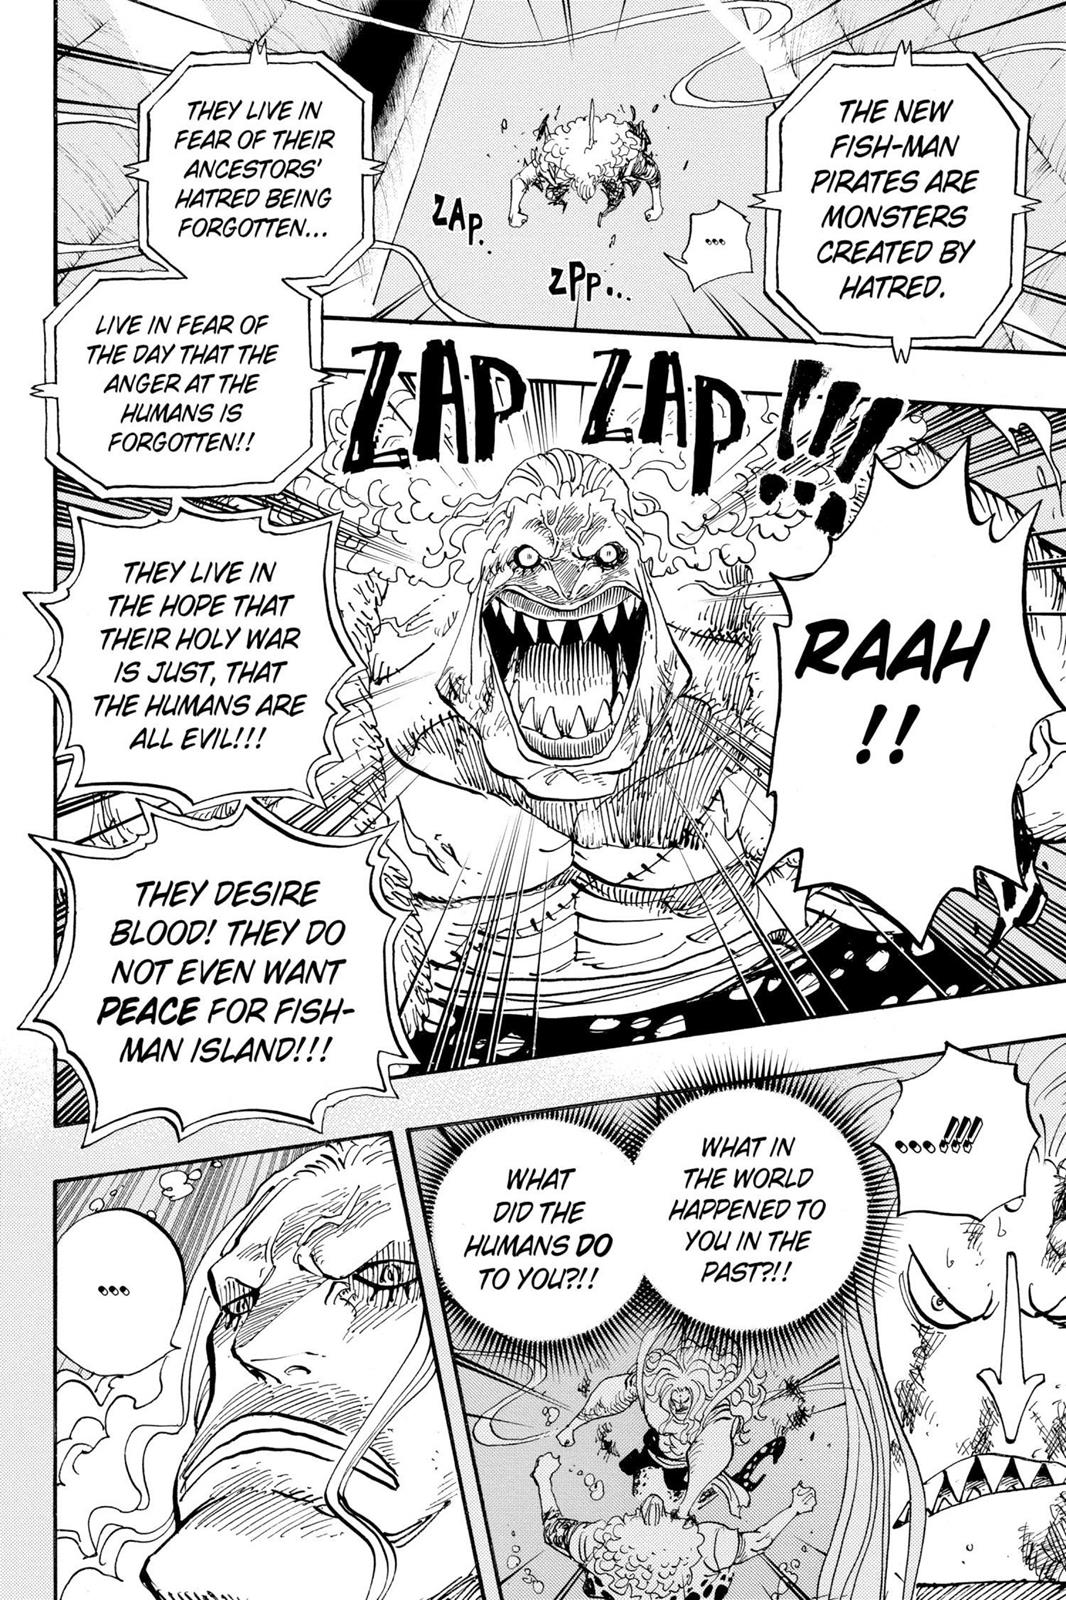 THE NEW
FISH-MAN
PIRATES ARE
MONSTERS
CREATED BY
HATRED.
...
ZAP.
ZPP...
THEY LIVE IN
FEAR OF THEIR
ANCESTORS'
HATRED BEING
FORGOTTEN...
LIVE IN FEAR OF
THE DAY THAT THE
ANGER AT THE
HUMANS IS
FORGOTTEN!!
ZAP ZAP!!!
RAAH
!!
THEY LIVE IN
THE HOPE THAT
THEIR HOLY WAR
IS JUST, THAT
THE HUMANS ARE
ALL EVIL!!!
THEY DESIRE
BLOOD! THEY DO
NOT EVEN WANT
PEACE FOR FISH-
MAN ISLAND!!!
...!!!
WHAT IN
THE WORLD
HAPPENED TO
YOU IN THE
PAST?!!
WHAT
DID THE
HUMANS DO
TO YOU?!!
...